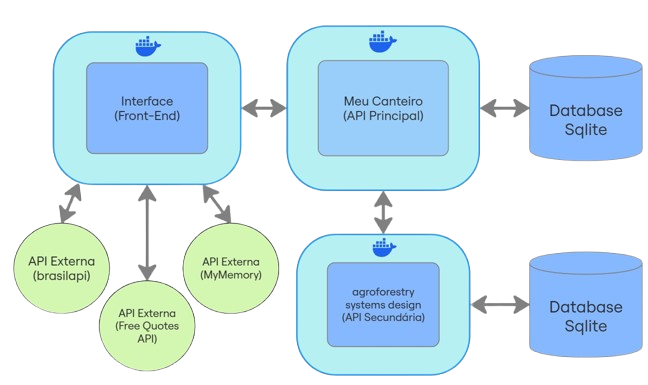 Interface
(Front-End)
Meu Canteiro
(API Principal)
Database
Sqlite
API Externa
(brasilapi)
API Externa
(Free Quotes
API)
API Externa
(MyMemory)
agroforestry
systems design
(API Secundária)
Database
Sqlite